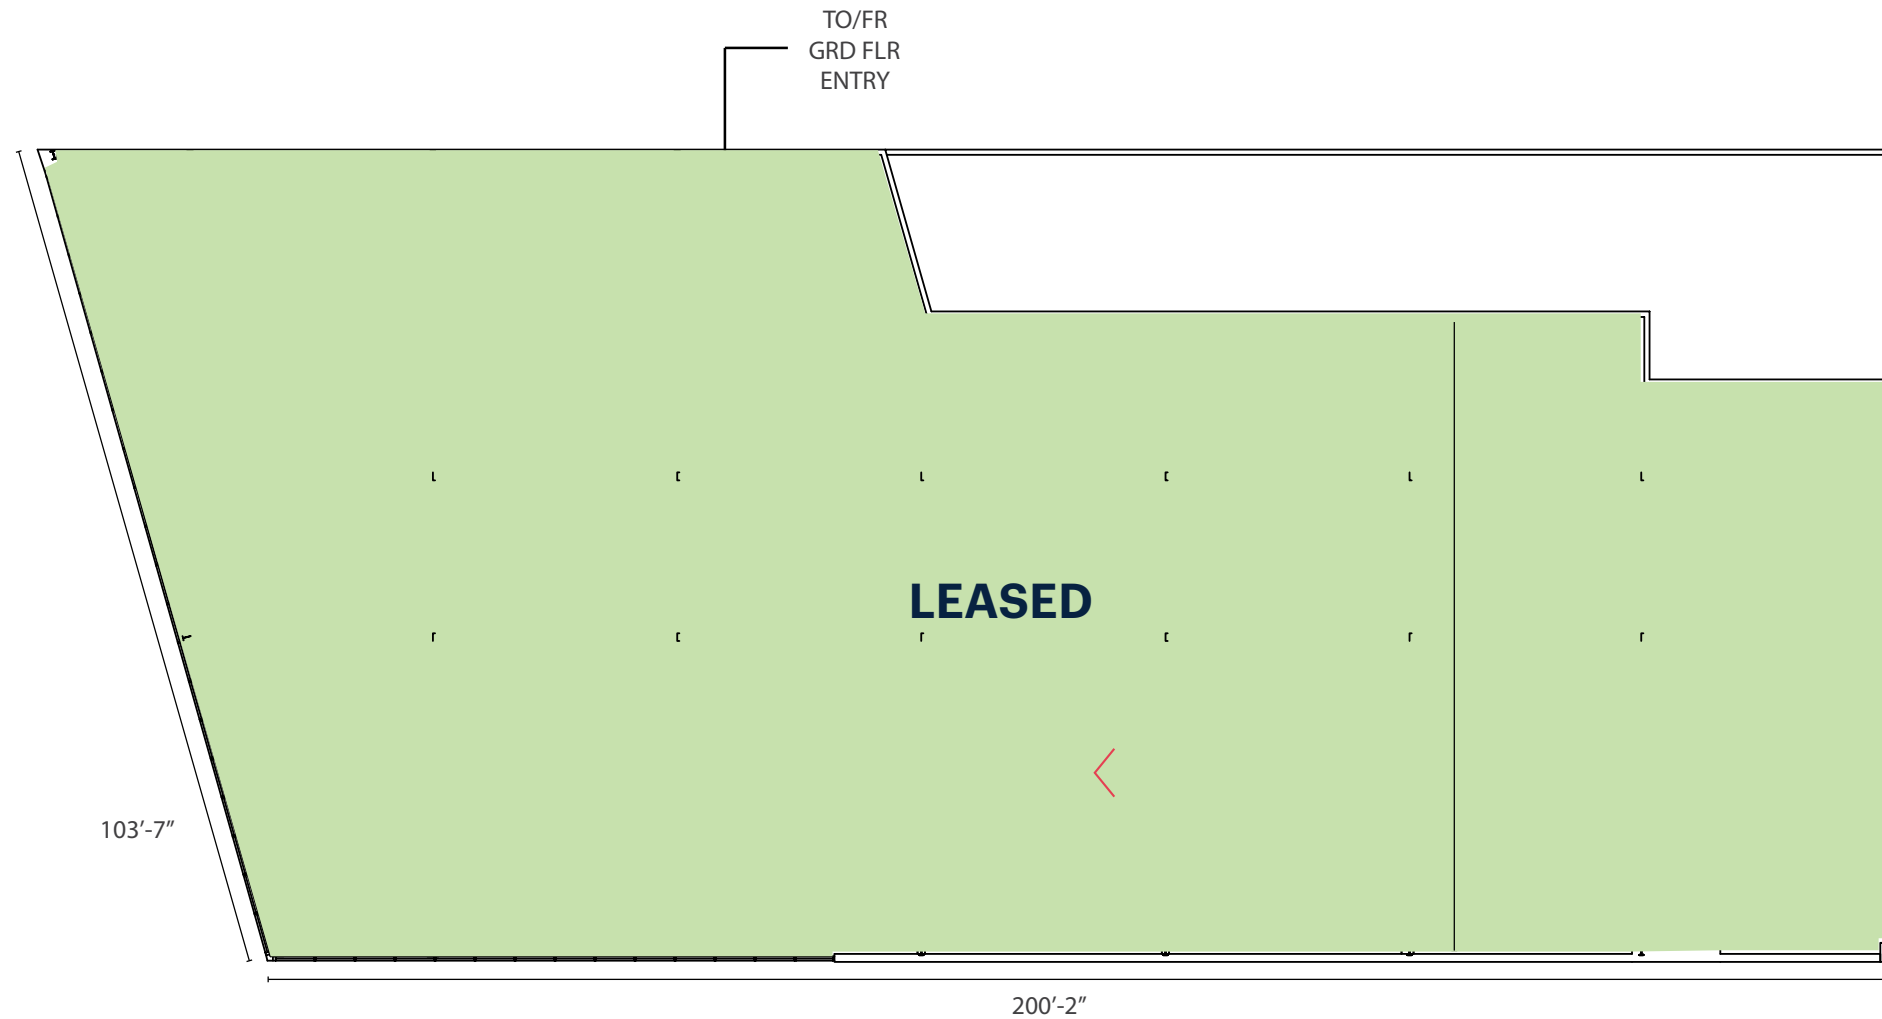 TO/FR
GRD FLR
ENTRY
LEASED
103’-7”
200’-2”